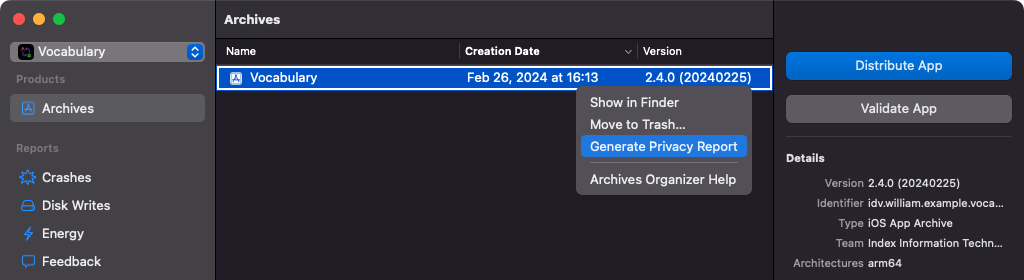 Vocabulary
Products
Archives
Reports
Crashes
Disk Writes
Energy
Feedback
Archives
Name Creation Date Version
Vocabulary Feb 26, 2024 at 16:13 2.4.0 (20240225)
Show in Finder
Move to Trash...
Generate Privacy Report
Archives Organizer Help
Distribute App
Validate App
Details
Version 2.4.0 (20240225)
Identifier idv.william.example.voca...
Type iOS App Archive
Team Index Information Techn...
Architectures arm64